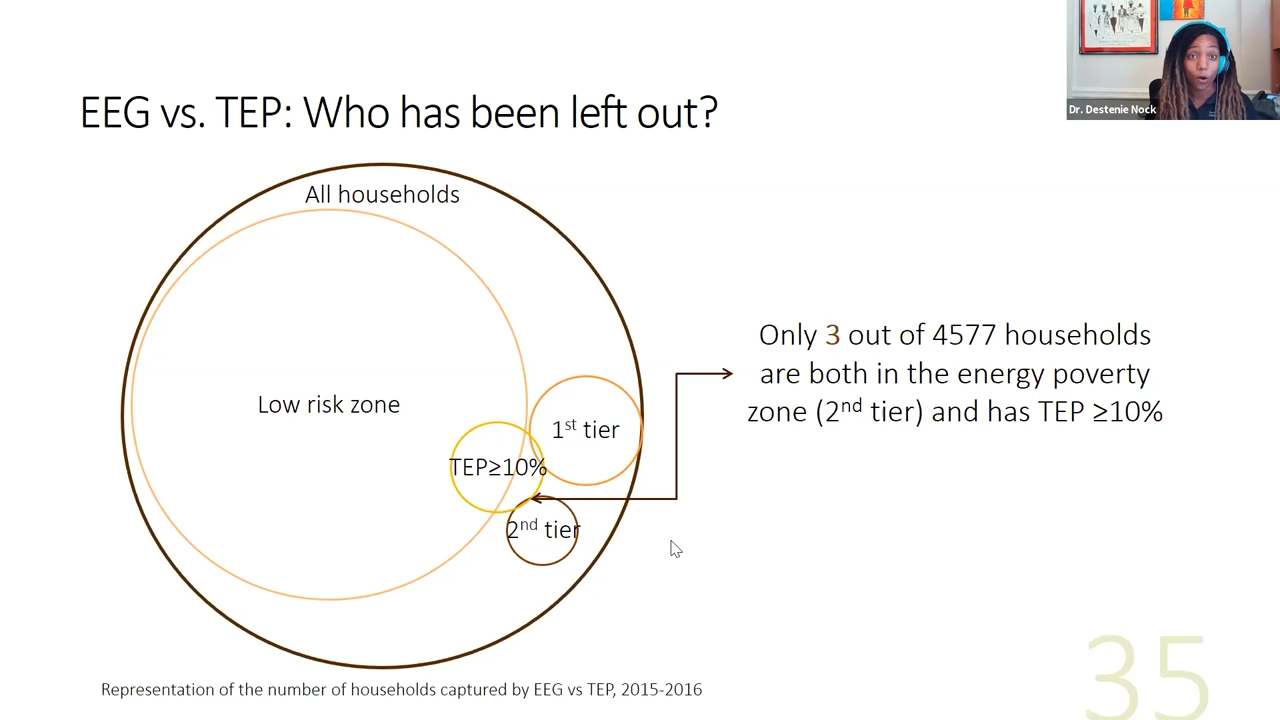 Dr. Destenie Nock
EEG vs. TEP: Who has been left out?
All households
Low risk zone
1st tier
TEP≥10%
2nd tier
Only 3 out of 4577 households
are both in the energy poverty
zone (2nd tier) and has TEP ≥10%
Representation of the number of households captured by EEG vs TEP, 2015-2016
35